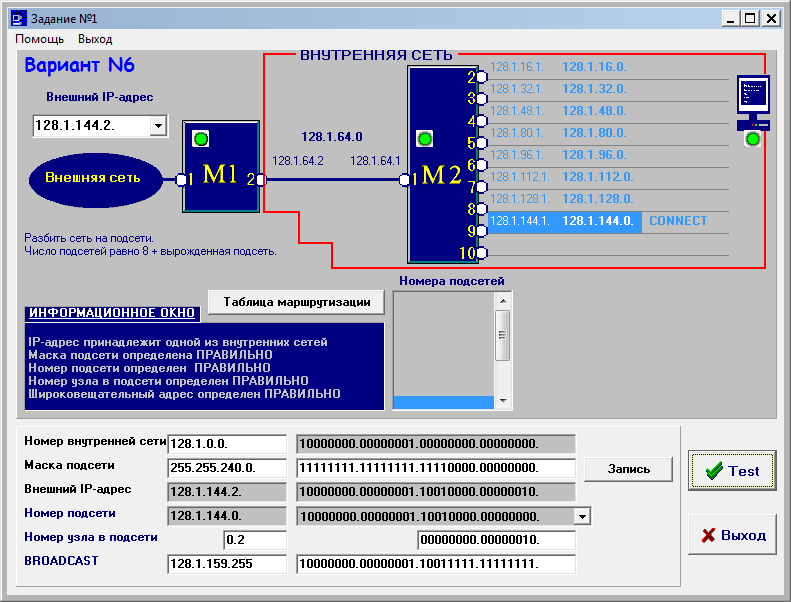 Задание №1
Помощь Выход
Вариант N6
ВНУТРЕННЯЯ СЕТЬ
Внешний IP-адрес
128.1.144.2.
Внешняя сеть
1 M1 2
128.1.64.0
128.1.64.2 128.1.64.1
1 M2
2 128.1.16.1. 128.1.16.0.
3 128.1.32.1. 128.1.32.0.
4 128.1.48.1. 128.1.48.0.
5 128.1.80.1. 128.1.80.0.
6 128.1.96.1. 128.1.96.0.
7 128.1.112.1. 128.1.112.0.
8 128.1.128.1. 128.1.128.0.
9 128.1.144.1. 128.1.144.0. CONNECT
10
Разбить сеть на подсети.
Число подсетей равно 8 + вырожденная подсеть.
Таблица маршрутизации
Номера подсетей
ИНФОРМАЦИОННОЕ ОКНО
IP-адрес принадлежит одной из внутренних сетей
Маска подсети определена ПРАВИЛЬНО
Номер подсети определен ПРАВИЛЬНО
Номер узла в подсети определен ПРАВИЛЬНО
Широковещательный адрес определен ПРАВИЛЬНО
Номер внутренней сети 128.1.0.0. 10000000.00000001.00000000.00000000.
Маска подсети 255.255.240.0. 11111111.11111111.11110000.00000000.
Запись
Внешний IP-адрес 128.1.144.2. 10000000.00000001.10010000.00000010.
Номер подсети 128.1.144.0. 10000000.00000001.10010000.00000000.
Номер узла в подсети 0.2 00000000.00000010.
BROADCAST 128.1.159.255 10000000.00000001.10011111.11111111.
Test
Выход